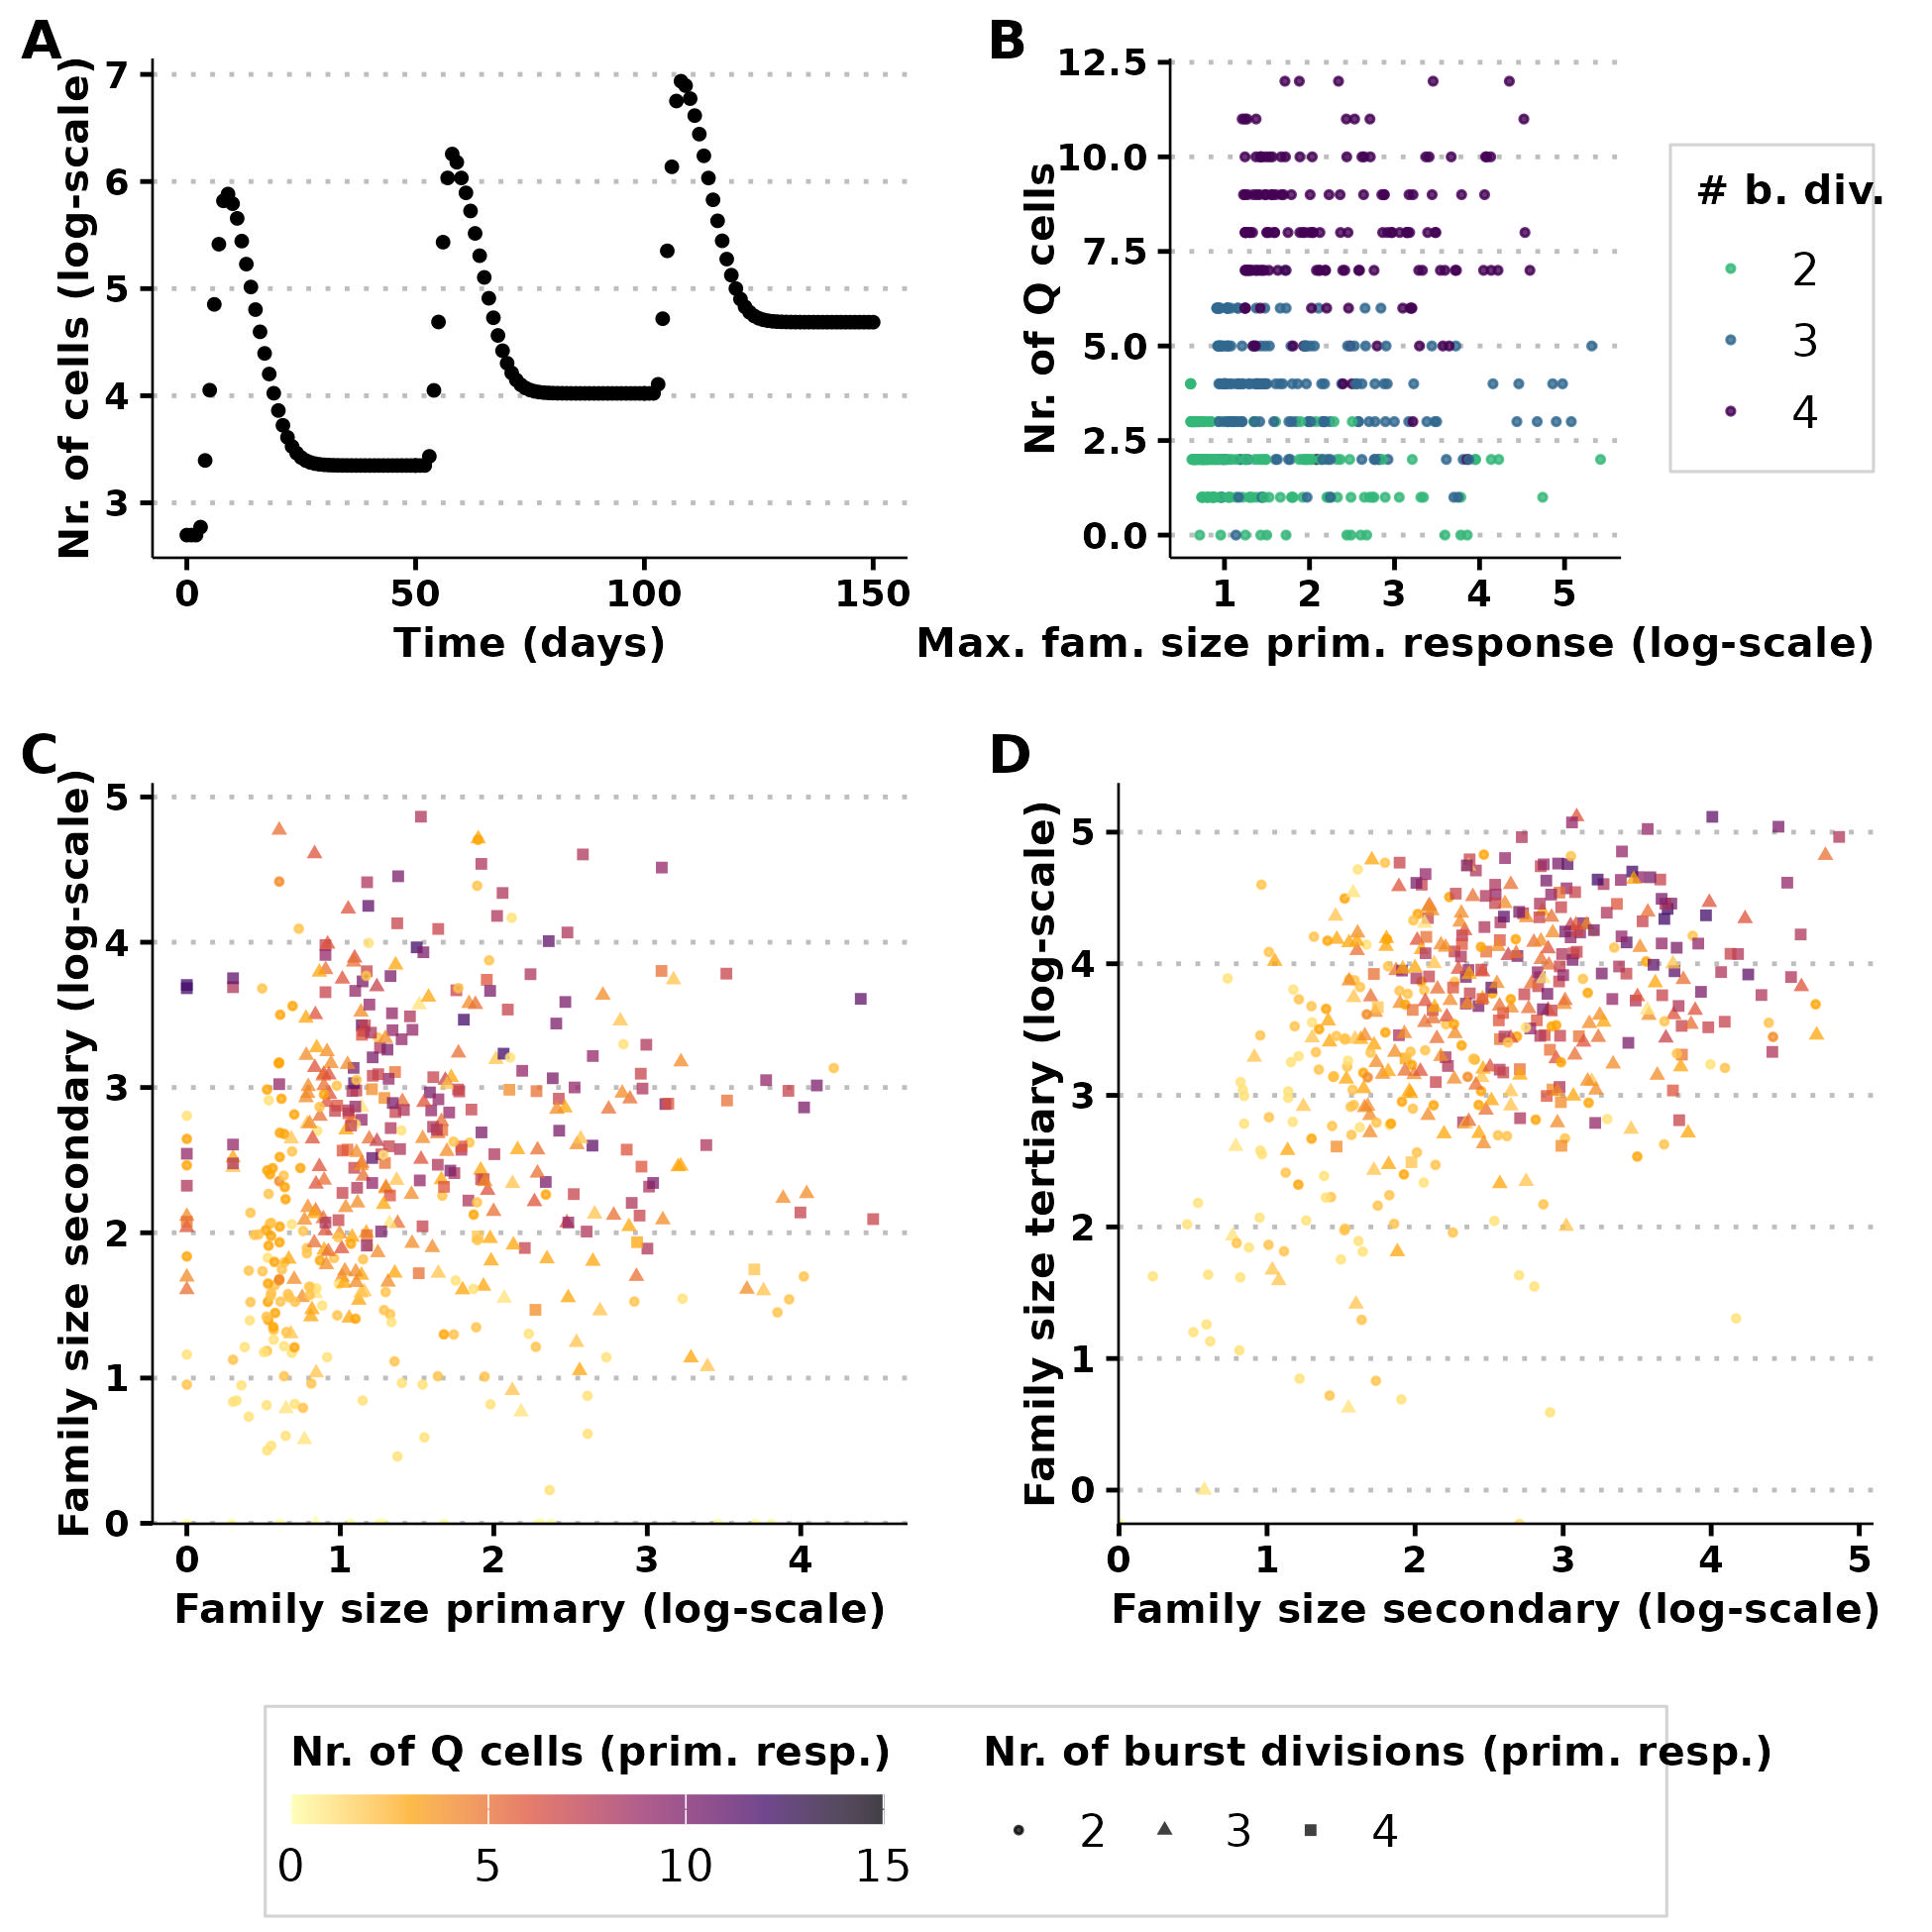 A
Nr. of cells (log-scale)
7
6
5
4
3
0 50 100 150
Time (days)
B
Nr. of Q cells
12.5
10.0
7.5
5.0
2.5
0.0
1 2 3 4 5
Max. fam. size prim. response (log-scale)
# b. div.
2
3
4
C
Family size secondary (log-scale)
5
4
3
2
1
0
0 1 2 3 4
Family size primary (log-scale)
D
Family size tertiary (log-scale)
5
4
3
2
1
0
0 1 2 3 4 5
Family size secondary (log-scale)
Nr. of Q cells (prim. resp.)
0 5 10 15
Nr. of burst divisions (prim. resp.)
2 3 4